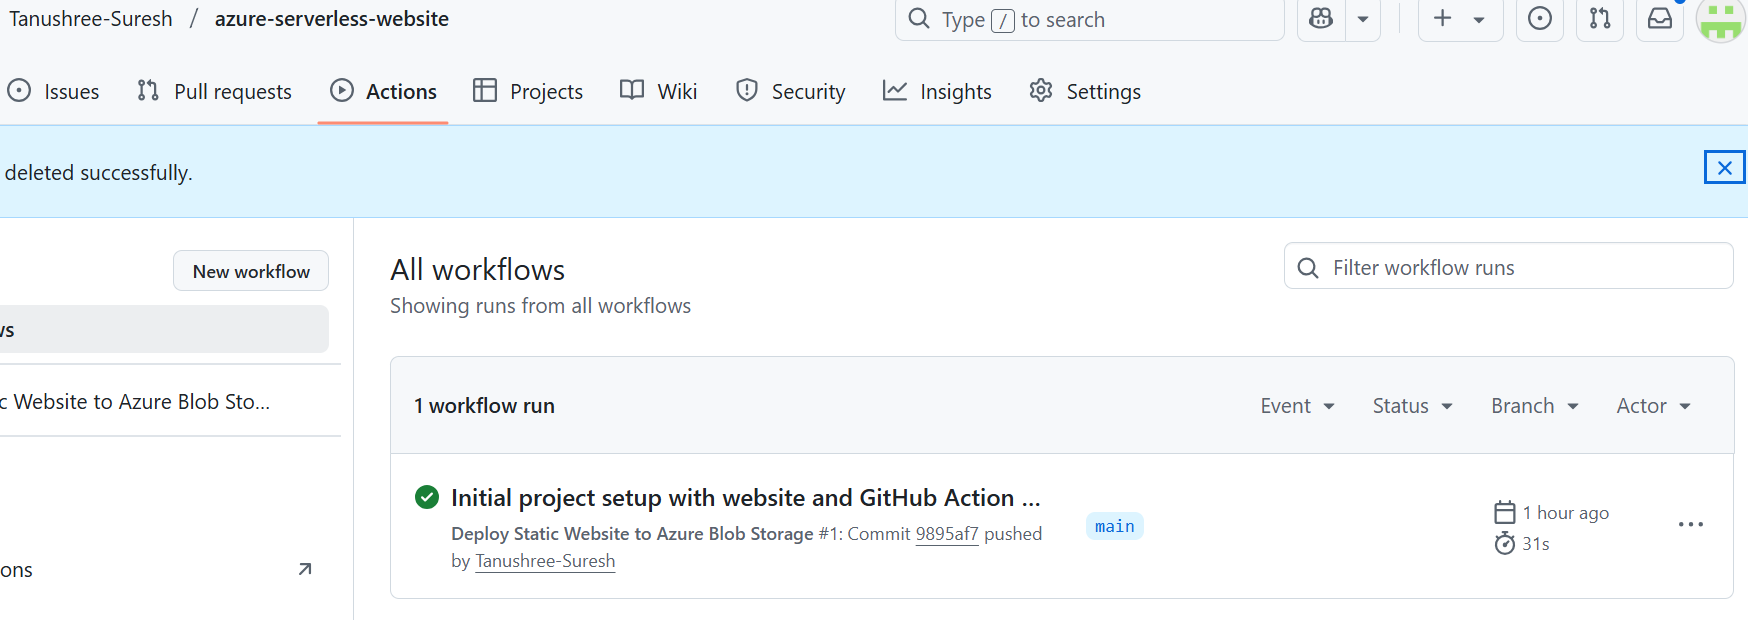 Tanushree-Suresh / azure-serverless-website
Type / to search
Issues
Pull requests
Actions
Projects
Wiki
Security
Insights
Settings
deleted successfully.
New workflow
ws
c Website to Azure Blob Sto...
ons
All workflows
Showing runs from all workflows
Filter workflow runs
1 workflow run
Event
Status
Branch
Actor
Initial project setup with website and GitHub Action ...
Deploy Static Website to Azure Blob Storage #1: Commit 9895af7 pushed
by Tanushree-Suresh
main
1 hour ago
31s